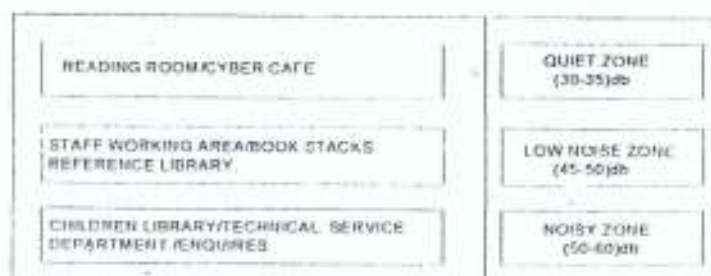 READING ROOM/CYBER CAFE
QUIET ZONE
(30-35)db
STAFF WORKING AREA/BOOK STACKS
REFERENCE LIBRARY
LOW NOISE ZONE
(45-50)db
CHILDREN LIBRARY/TECHNICAL SERVICE
DEPARTMENT /ENQUIRES
NOISY ZONE
(50-60)db